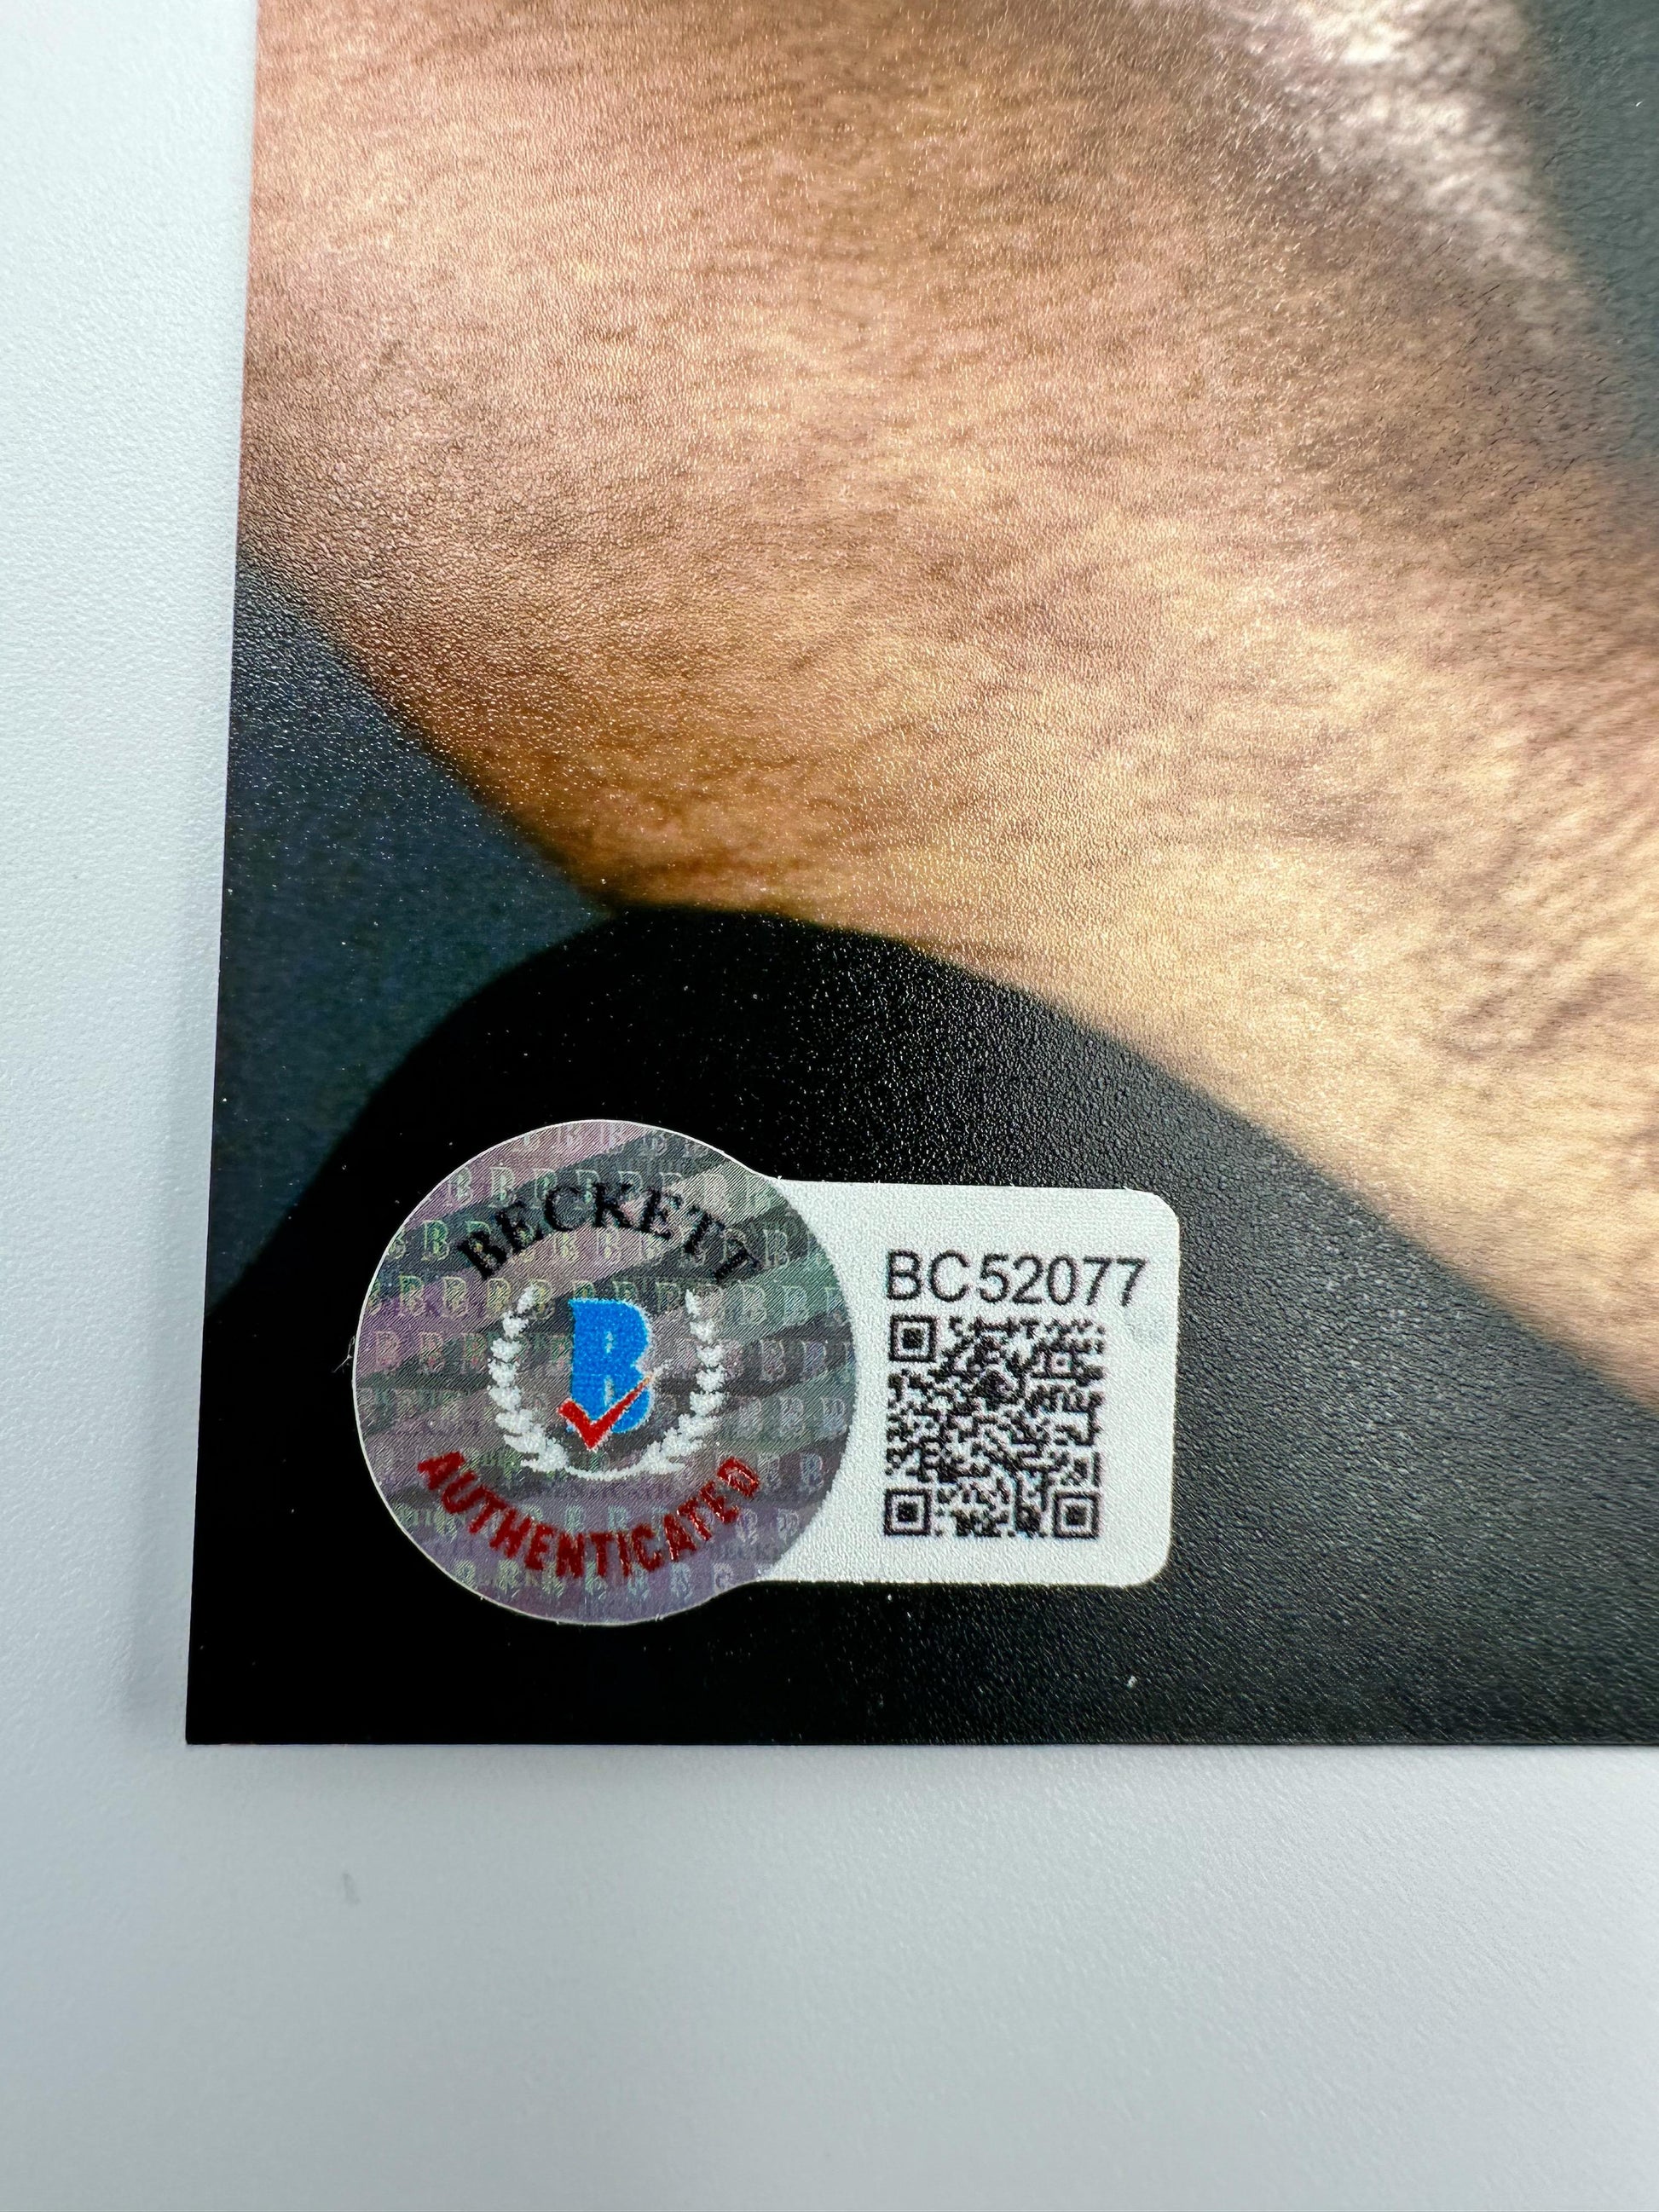 BECKETT
B
AUTHENTICATED
BC52077